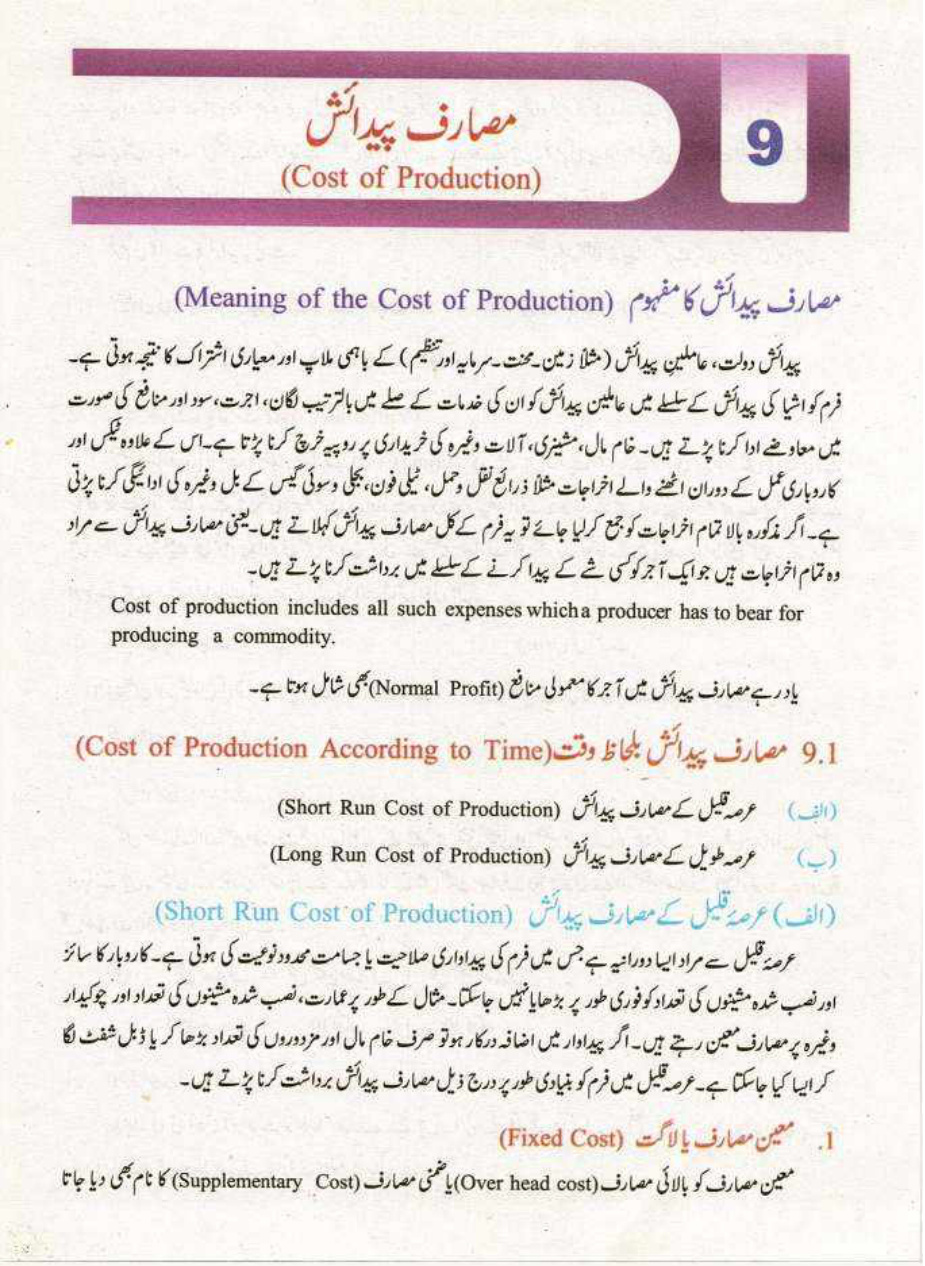 9
مصارف پیدائش
(Cost of Production)
مصارف پیدائش کا مفہوم (Meaning of the Cost of Production)
پیدائش دولت، عاملینِ پیدائش (مثلاً زمین۔محنت۔سرمایہ اور تنظیم) کے باہمی ملاپ اور معیاری اشتراک کا نتیجہ ہوتی ہے۔
فرم کو اشیا کی پیدائش کے سلسلے میں عاملین پیدائش کو ان کی خدمات کے صلے میں بالترتیب لگان، اجرت، سود اور منافع کی صورت
میں معاوضے ادا کرنا پڑتے ہیں۔ خام مال، مشینری، آلات وغیرہ کی خریداری پر روپیہ خرچ کرنا پڑتا ہے۔اس کے علاوہ ٹیکس اور
کاروباری عمل کے دوران اٹھنے والے اخراجات مثلاً ذرائع نقل وحمل، ٹیلی فون، بجلی وسوئی گیس کے بل وغیرہ کی ادائیگی کرنا پڑتی
ہے۔ اگر مذکورہ بالا تمام اخراجات کو جمع کرلیا جائے تو یہ فرم کے کل مصارف پیدائش کہلاتے ہیں۔یعنی مصارف پیدائش سے مراد
وہ تمام اخراجات ہیں جو ایک آجر کو کسی شے کے پیدا کرنے کے سلسلے میں برداشت کرنا پڑتے ہیں۔
Cost of production includes all such expenses which a producer has to bear for
producing a commodity.
یاد رہے مصارف پیدائش میں آجر کا معمولی منافع (Normal Profit) بھی شامل ہوتا ہے۔
9.1 مصارف پیدائش بلحاظ وقت (Cost of Production According to Time)
(الف) عرصہ قلیل کے مصارف پیدائش (Short Run Cost of Production)
(ب) عرصہ طویل کے مصارف پیدائش (Long Run Cost of Production)
(الف) عرصۂ قلیل کے مصارف پیدائش (Short Run Cost of Production)
عرصۂ قلیل سے مراد ایسا دورانیہ ہے جس میں فرم کی پیداواری صلاحیت یا جسامت محدود نوعیت کی ہوتی ہے۔ کاروبار کا سائز
اور نصب شدہ مشینوں کی تعداد کو فوری طور پر بڑھایا نہیں جاسکتا۔ مثال کے طور پر عمارت، نصب شدہ مشینوں کی تعداد اور چوکیدار
وغیرہ پر مصارف معین رہتے ہیں۔ اگر پیداوار میں اضافہ درکار ہو تو صرف خام مال اور مزدوروں کی تعداد بڑھا کر یا ڈبل شفٹ لگا
کر ایسا کیا جاسکتا ہے۔ عرصہ قلیل میں فرم کو بنیادی طور پر درج ذیل مصارف پیدائش برداشت کرنا پڑتے ہیں۔
1. معین مصارف یا لاگت (Fixed Cost)
معین مصارف کو بالائی مصارف (Over head cost) یا ضمنی مصارف (Supplementary Cost) کا نام بھی دیا جاتا